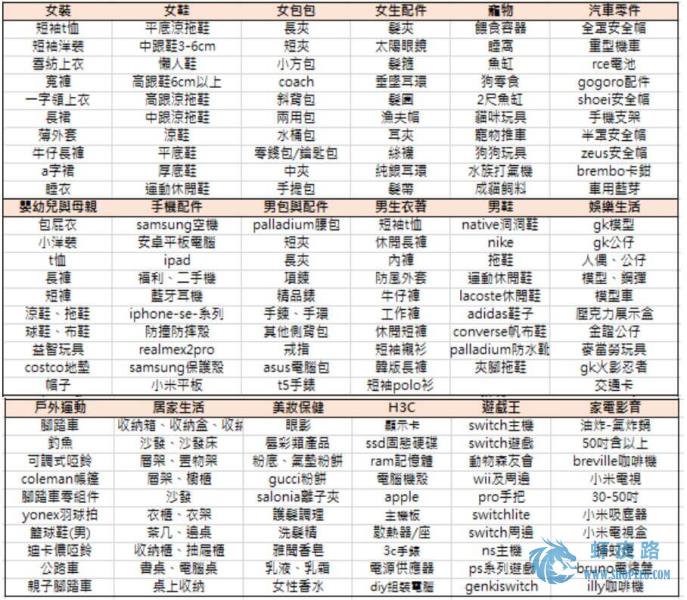 女裝 女鞋 女包包 女生配件 寵物 汽車零件
短袖t恤 平底涼拖鞋 長夾 髮夾 餵食容器 全罩安全帽
短袖洋裝 中跟鞋3-6cm 短夾 太陽眼鏡 睡窩 重型機車
雪紡上衣 懶人鞋 小方包 髮箍 魚缸 rce電池
寬褲 高跟鞋6cm以上 coach 垂墜耳環 狗零食 gogoro配件
一字領上衣 高跟涼拖鞋 斜背包 髮圈 2尺魚缸 shoei安全帽
長裙 中跟涼拖鞋 兩用包 漁夫帽 貓咪玩具 手機支架
薄外套 涼鞋 水桶包 耳夾 寵物推車 半罩安全帽
牛仔長褲 平底鞋 零錢包/鑰匙包 絲襪 狗狗玩具 zeus安全帽
a字裙 厚底鞋 中夾 純銀耳環 水族打氣機 brembo卡鉗
睡衣 運動休閒鞋 手提包 髮帶 成貓飼料 車用藍芽
嬰幼兒與母親 手機配件 男包與配件 男生衣著 男鞋 娛樂生活
包屁衣 samsung空機 palladium腰包 短袖t恤 native洞洞鞋 gk模型
小洋裝 安卓平板電腦 短夾 休閒長褲 nike gk公仔
t恤 ipad 長夾 內褲 拖鞋 人偶、公仔
長褲 福利、二手機 項鍊 防風外套 運動休閒鞋 模型、鋼彈
短褲 藍牙耳機 精品錶 牛仔褲 lacoste休閒鞋 模型車
涼鞋、拖鞋 iphone-se-系列 手鍊、手環 工作褲 adidas鞋子 壓克力展示盒
球鞋、布鞋 防撞防摔殼 其他側背包 休閒短褲 converse帆布鞋 金證公仔
益智玩具 realmex2pro 戒指 短袖襯衫 palladium防水靴 麥當勞玩具
costco地墊 samsung保護殼 asus電腦包 韓版長褲 夾腳拖鞋 gk火影忍者
帽子 小米平板 t5手錶 短袖polo衫 交通卡
戶外運動 居家生活 美妝保健 H3C 遊戲王 家電影音
腳踏車 收納箱、收納盒、收納 眼影 顯示卡 switch主機 油炸-氣炸鍋
釣魚 沙發、沙發床 唇彩類產品 ssd固態硬碟 switch遊戲 50吋含以上
可調式啞鈴 層架、置物架 粉底、氣墊粉餅 ram記憶體 動物森友會 breville咖啡機
coleman帳篷 層架、櫥櫃 gucci粉餅 電腦機殼 wii及周邊 小米電視
腳踏車零組件 沙發 salonia離子夾 apple pro手把 30-50吋
yonex羽球拍 衣櫃、衣架 護髮調理 主機板 switchlite 小米吸塵器
籃球鞋(男) 茶几、邊桌 洗髮精 散熱器/座 switch周邊 小米電視盒
迪卡儂啞鈴 收納櫃、抽屜櫃 雅聞香皂 3c手錶 ns主機 捕蚊燈
公路車 書桌、電腦桌 乳液、乳霜 電源供應器 ps系列遊戲 bruno電烤盤
親子腳踏車 桌上收納 女性香水 diy組裝電腦 genkiswitch illy咖啡機
蝦皮路
WWW.SHOPEEO.COM